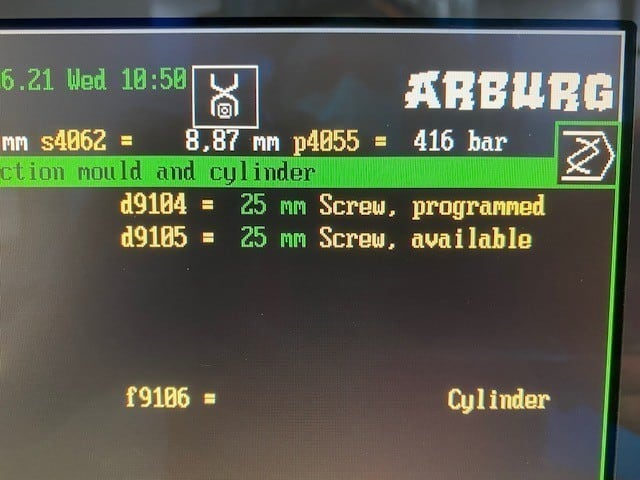 6.21 Wed 10:50
ARBURG
mm s4062 = 8,87 mm p4055 = 416 bar
ction mould and cylinder
d9104 = 25 mm Screw, programmed
d9105 = 25 mm Screw, available
f9106 = Cylinder